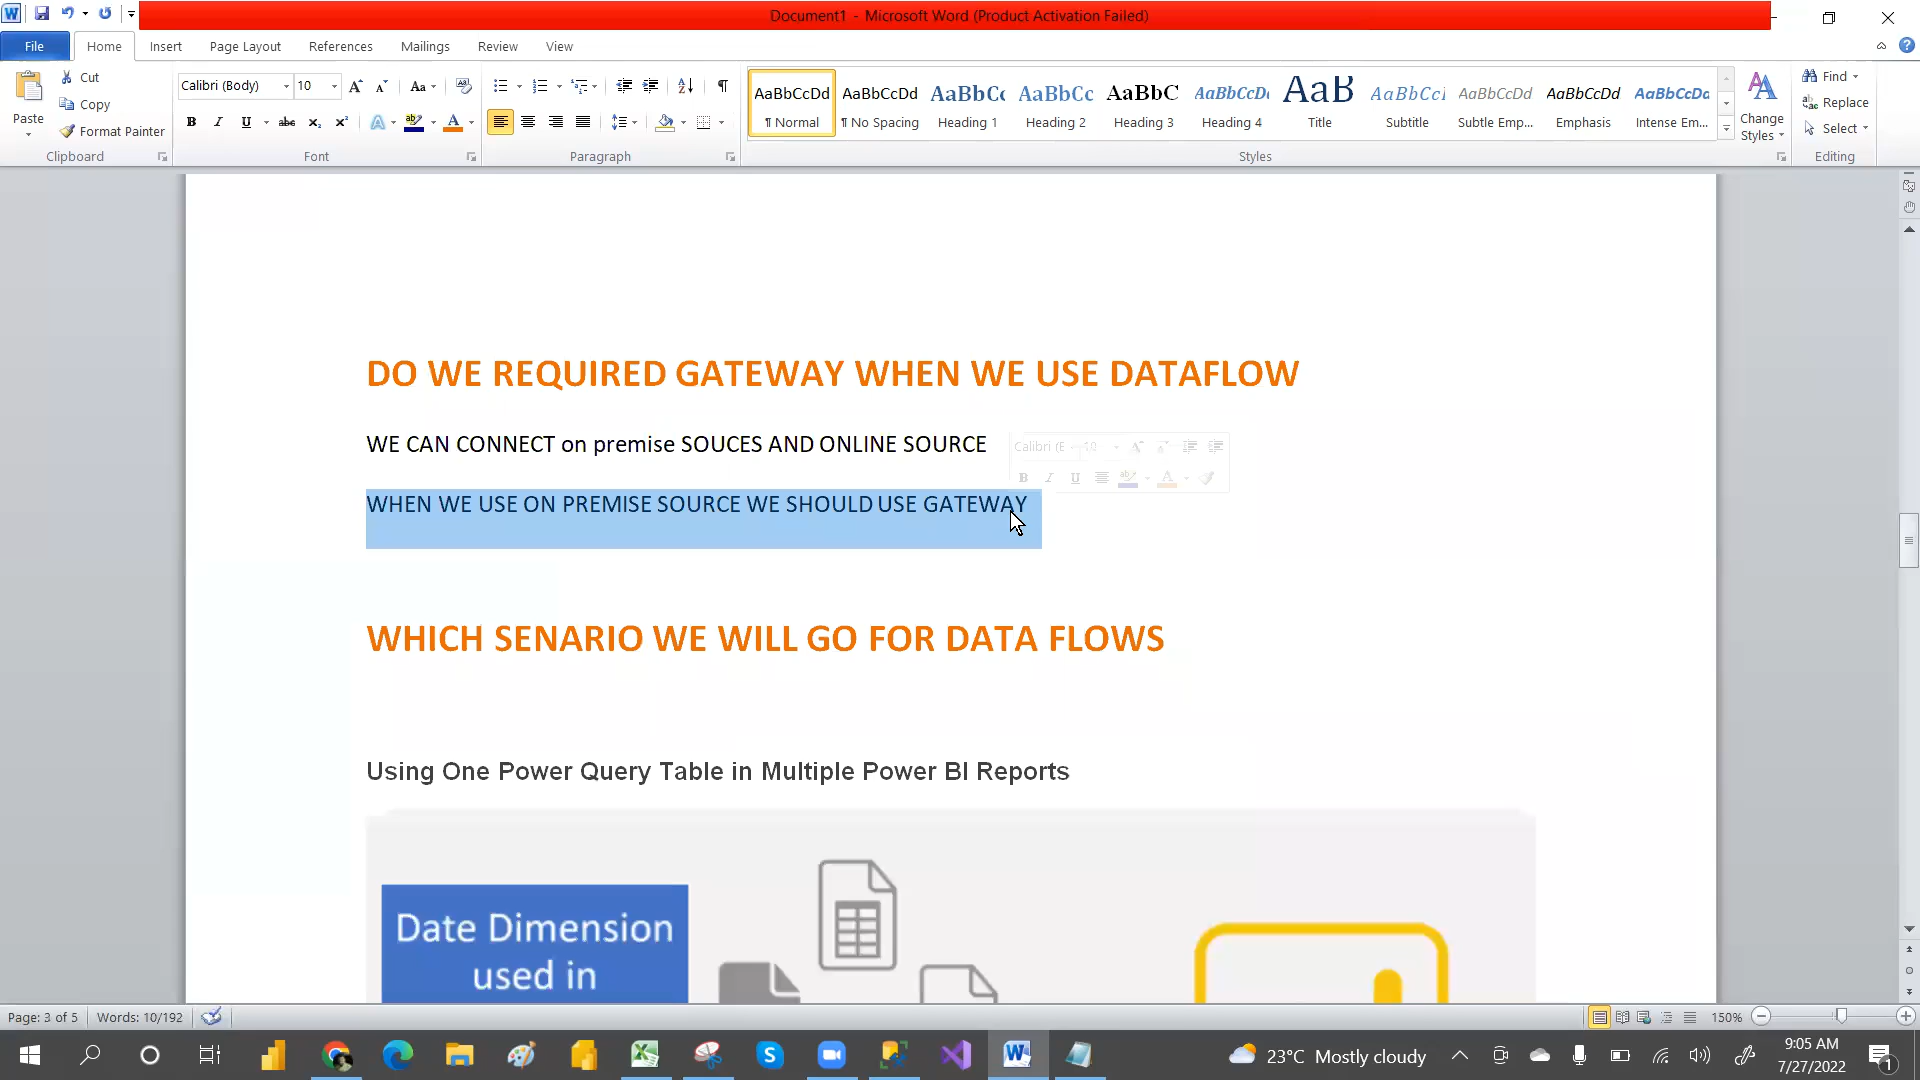 Document1 - Microsoft Word (Product Activation Failed)
File Home Insert Page Layout References Mailings Review View
Paste
Cut
Copy
Format Painter
Clipboard
Calibri (Body) 10
Font
Paragraph
AaBbCcDd AaBbCcDd AaBbCc AaBbCc AaBbC AaBbCcDd AaB AaBbCcI AaBbCcDd AaBbCcDd AaBbCcDd
¶ Normal ¶ No Spacing Heading 1 Heading 2 Heading 3 Heading 4 Title Subtitle Subtle Emp... Emphasis Intense Em...
Change
Styles
Styles
Find
Replace
Select
Editing
DO WE REQUIRED GATEWAY WHEN WE USE DATAFLOW
WE CAN CONNECT on premise SOUCES AND ONLINE SOURCE
Calibri (E
WHEN WE USE ON PREMISE SOURCE WE SHOULD USE GATEWAY
WHICH SENARIO WE WILL GO FOR DATA FLOWS
Using One Power Query Table in Multiple Power BI Reports
Date Dimension
used in
Page: 3 of 5 Words: 10/192 150%
23°C Mostly cloudy
9:05 AM
7/27/2022
1